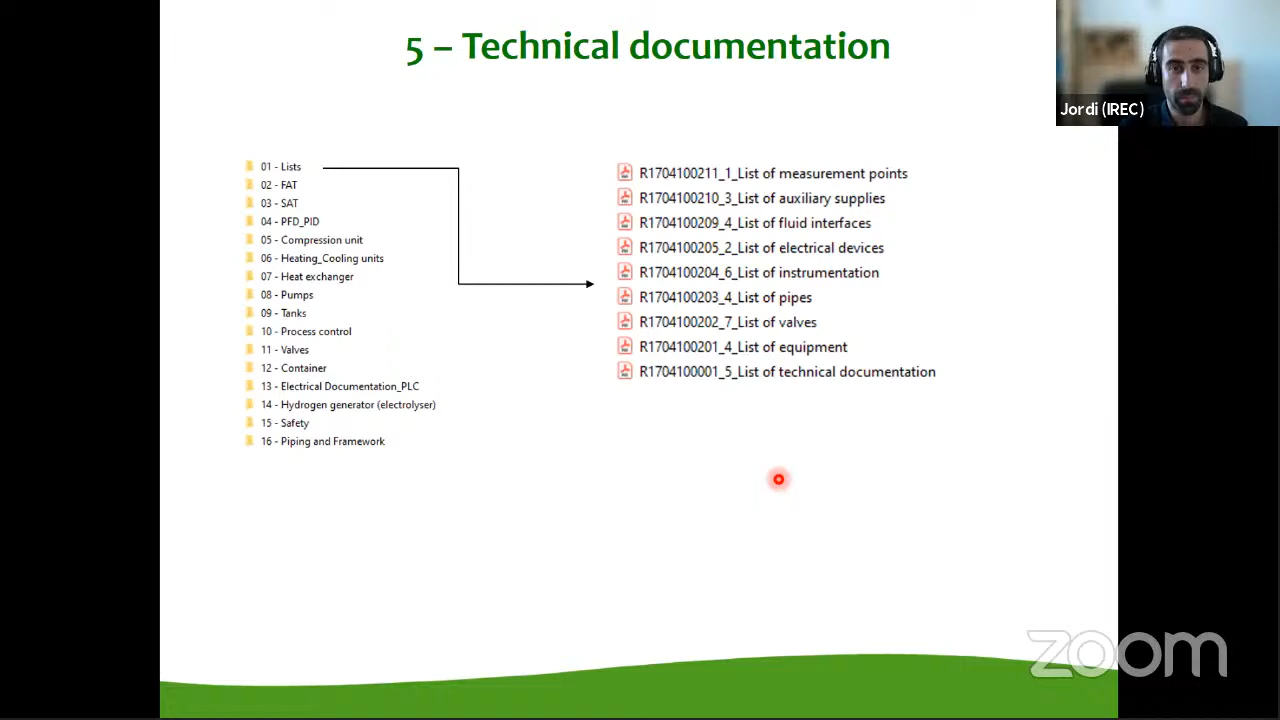 5 – Technical documentation
Jordi (IREC)
01 - Lists
02 - FAT
03 - SAT
04 - PFD_PID
05 - Compression unit
06 - Heating_Cooling units
07 - Heat exchanger
08 - Pumps
09 - Tanks
10 - Process control
11 - Valves
12 - Container
13 - Electrical Documentation_PLC
14 - Hydrogen generator (electrolyser)
15 - Safety
16 - Piping and Framework
R1704100211_1_List of measurement points
R1704100210_3_List of auxiliary supplies
R1704100209_4_List of fluid interfaces
R1704100205_2_List of electrical devices
R1704100204_6_List of instrumentation
R1704100203_4_List of pipes
R1704100202_7_List of valves
R1704100201_4_List of equipment
R1704100001_5_List of technical documentation
zoom